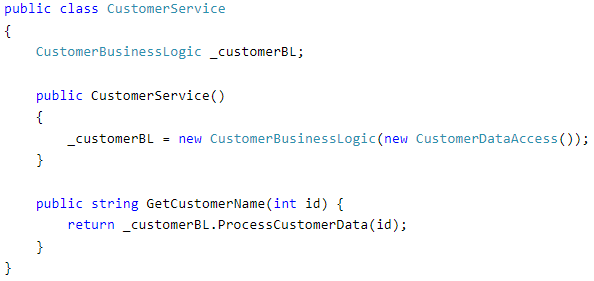 public class CustomerService
{
    CustomerBusinessLogic _customerBL;

    public CustomerService()
    {
        _customerBL = new CustomerBusinessLogic(new CustomerDataAccess());
    }

    public string GetCustomerName(int id) {
        return _customerBL.ProcessCustomerData(id);
    }
}